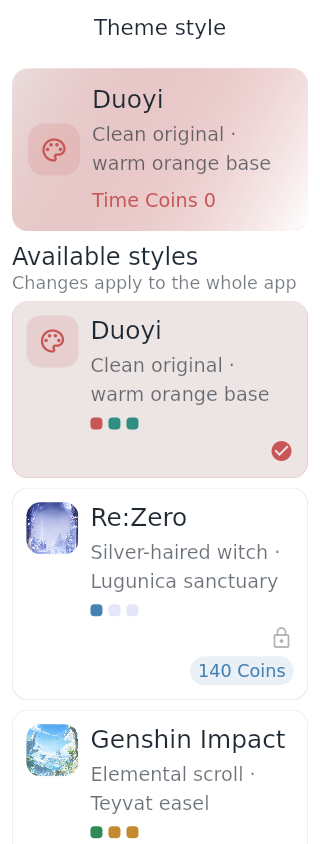 Theme style
Duoyi
Clean original ·
warm orange base
Time Coins 0
Available styles
Changes apply to the whole app
Duoyi
Clean original ·
warm orange base
Re:Zero
Silver-haired witch ·
Lugunica sanctuary
140 Coins
Genshin Impact
Elemental scroll ·
Teyvat easel